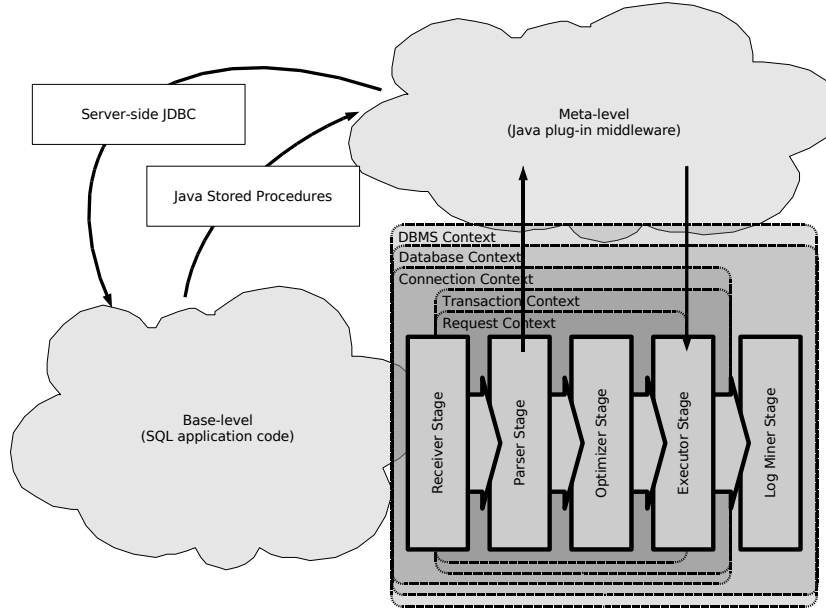 Server-side JDBC
Meta-level
(Java plug-in middleware)
Java Stored Procedures
DBMS Context
Database Context
Connection Context
Transaction Context
Request Context
Base-level
(SQL application code)
Receiver Stage
Parser Stage
Optimizer Stage
Executor Stage
Log Miner Stage